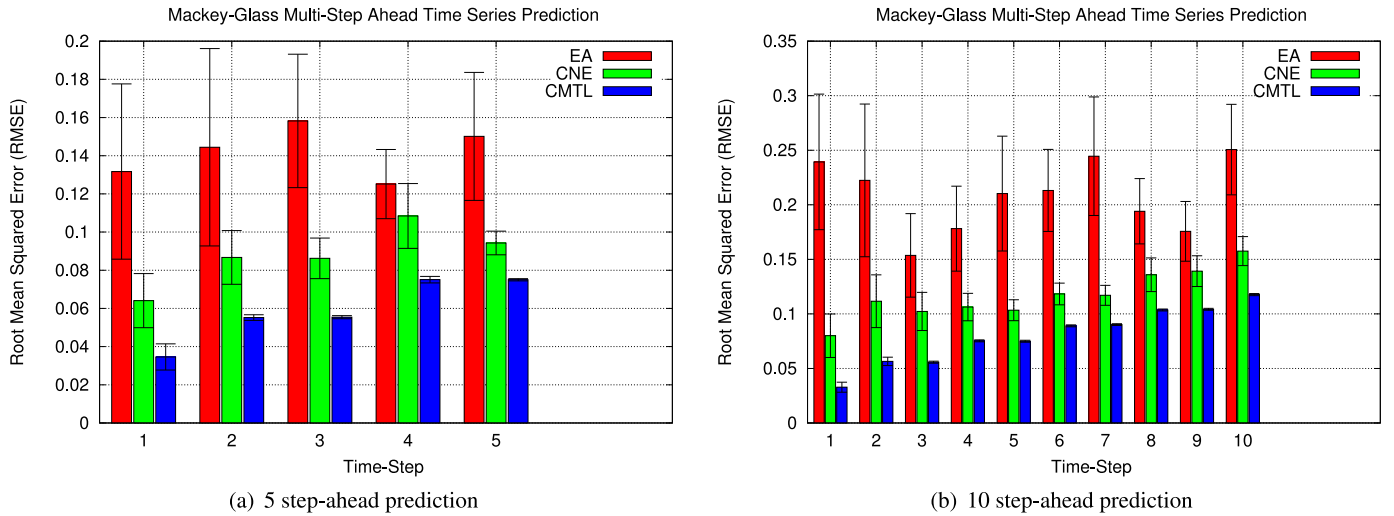 Mackey-Glass Multi-Step Ahead Time Series Prediction
0.2
0.18
0.16
0.14
0.12
0.1
0.08
0.06
0.04
0.02
0
Root Mean Squared Error (RMSE)
EA
CNE
CMTL
1 2 3 4 5
Time-Step
(a) 5 step-ahead prediction
Mackey-Glass Multi-Step Ahead Time Series Prediction
0.35
0.3
0.25
0.2
0.15
0.1
0.05
0
Root Mean Squared Error (RMSE)
EA
CNE
CMTL
1 2 3 4 5 6 7 8 9 10
Time-Step
(b) 10 step-ahead prediction